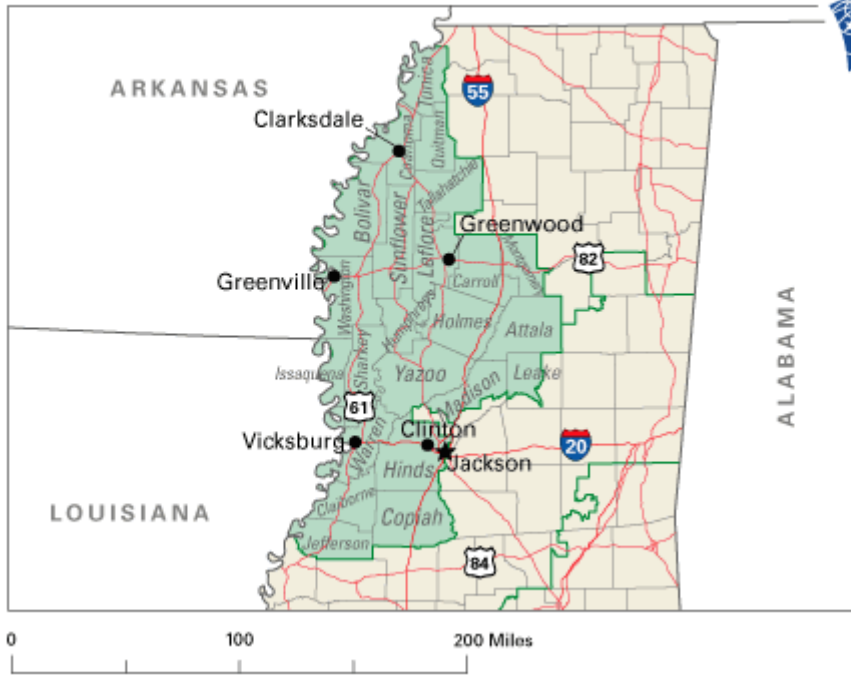 ARKANSAS
55
Tunica
Clarksdale
Coahoma
Quitman
Tallahatchie
Bolivar
Sunflower
Leflore
Greenwood
Montgomery
82
Greenville
Washington
Carroll
Humphreys
Holmes
Attala
ALABAMA
Issaquena
Sharkey
Yazoo
Madison
Leake
61
Clinton
Vicksburg
Warren
20
Hinds
Jackson
LOUISIANA
Claiborne
Copiah
Jefferson
84
0 100 200 Miles